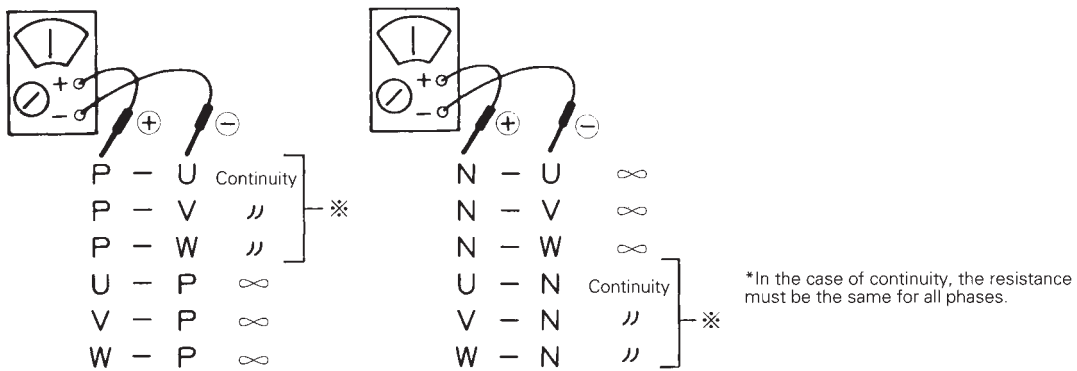 +
−
⊕ ⊖
P − U Continuity
P − V 〃
P − W 〃
※
U − P ∞
V − P ∞
W − P ∞
+
−
⊕ ⊖
N − U ∞
N − V ∞
N − W ∞
U − N Continuity
V − N 〃
W − N 〃
※
*In the case of continuity, the resistance
must be the same for all phases.